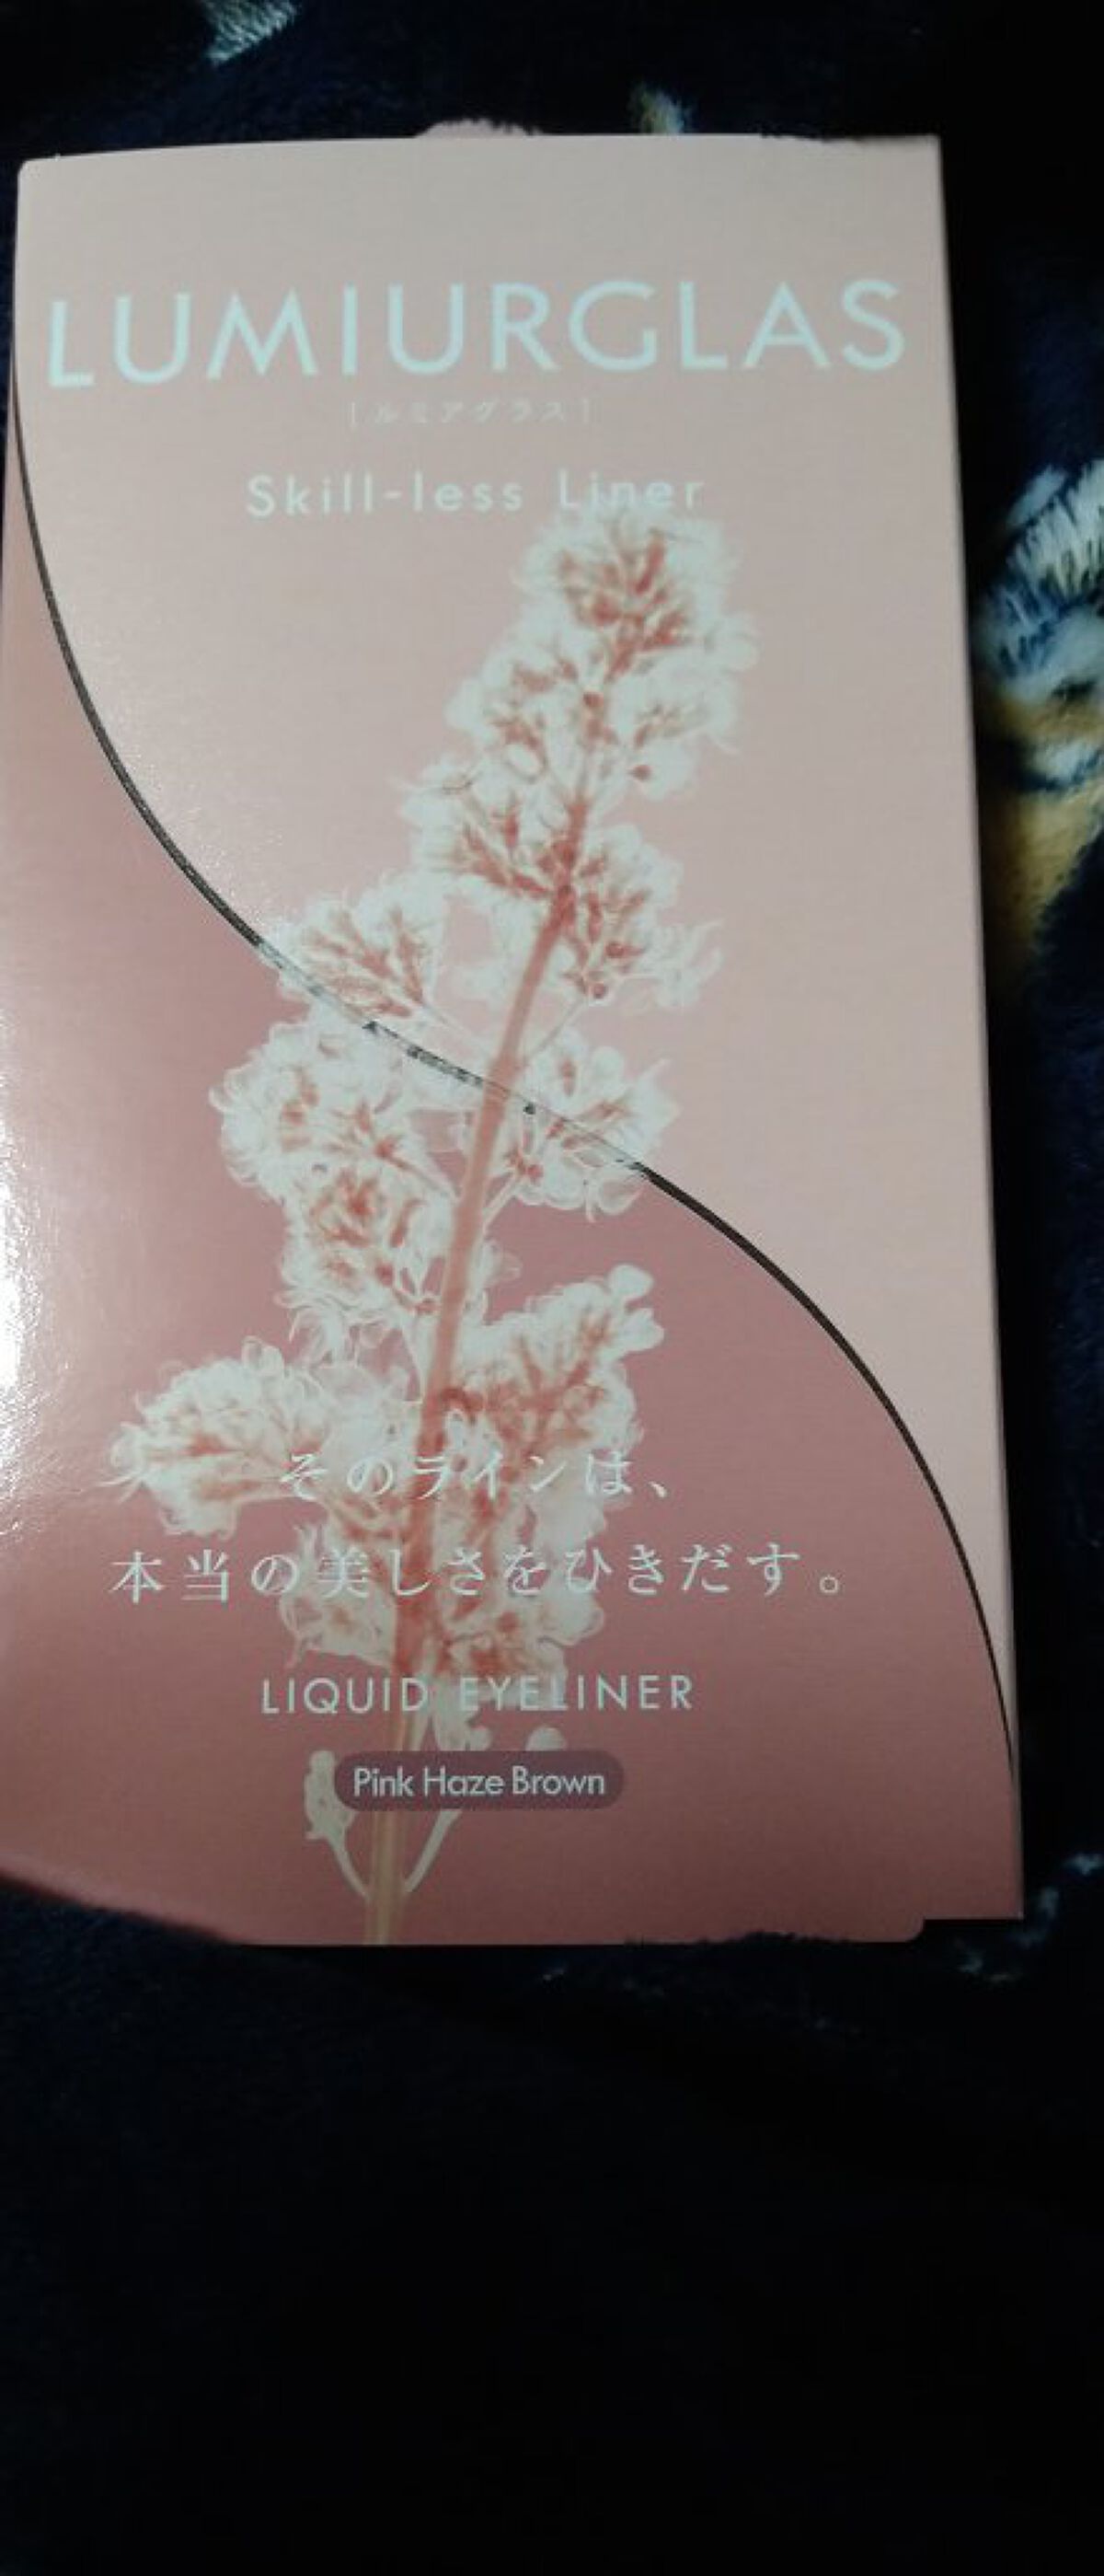 LUMIURGLAS
[ルミアグラス]
Skill-less Liner
そのラインは、
本当の美しさをひきだす。
LIQUID EYELINER
Pink Haze Brown